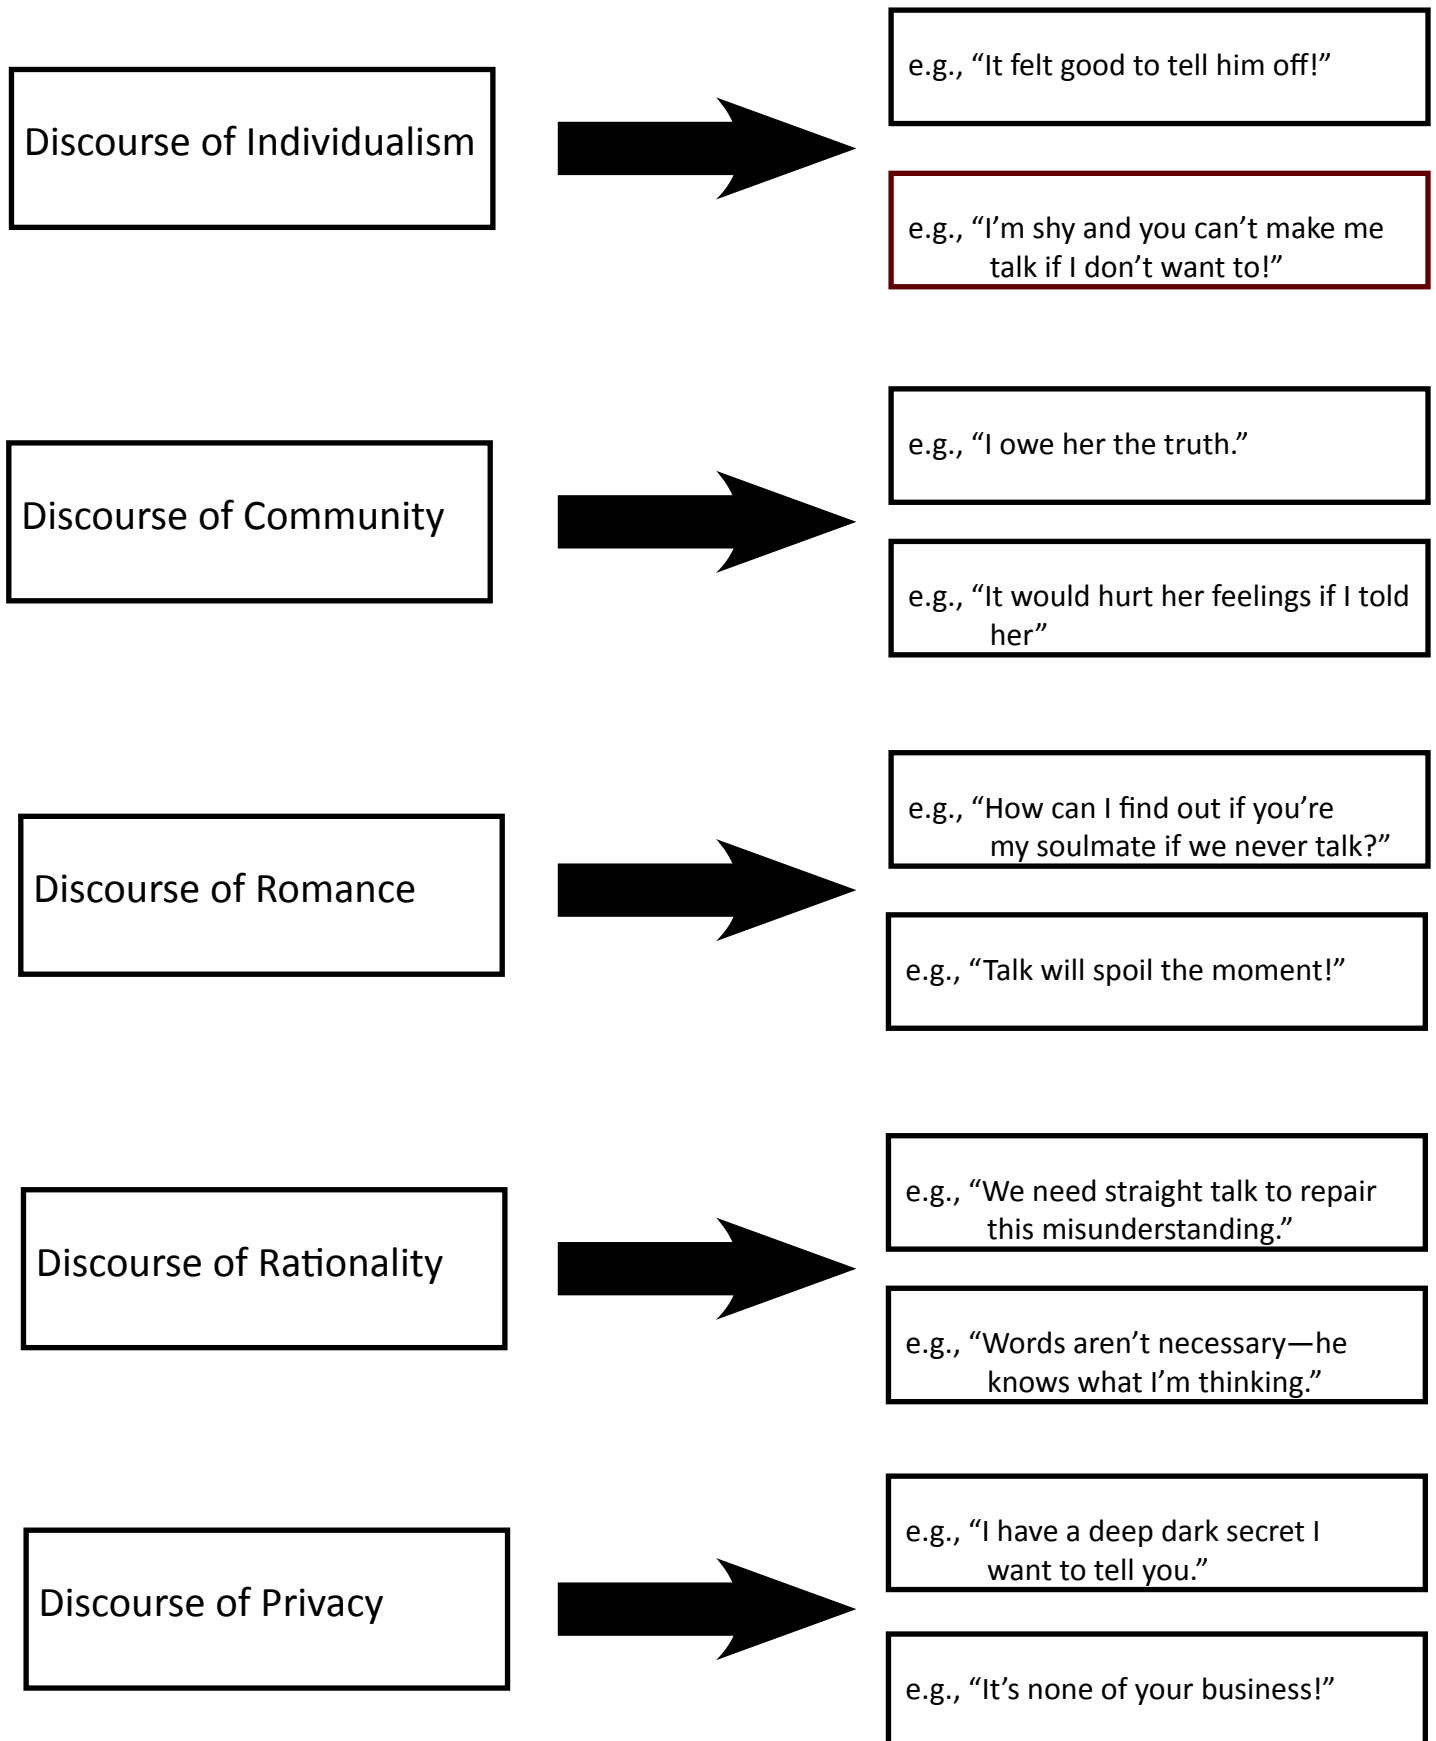 Discourse of Individualism
e.g., “It felt good to tell him off!”
e.g., “I’m shy and you can’t make me
talk if I don’t want to!”
Discourse of Community
e.g., “I owe her the truth.”
e.g., “It would hurt her feelings if I told
her”
Discourse of Romance
e.g., “How can I find out if you’re
my soulmate if we never talk?”
e.g., “Talk will spoil the moment!”
Discourse of Rationality
e.g., “We need straight talk to repair
this misunderstanding.”
e.g., “Words aren’t necessary—he
knows what I’m thinking.”
Discourse of Privacy
e.g., “I have a deep dark secret I
want to tell you.”
e.g., “It’s none of your business!”